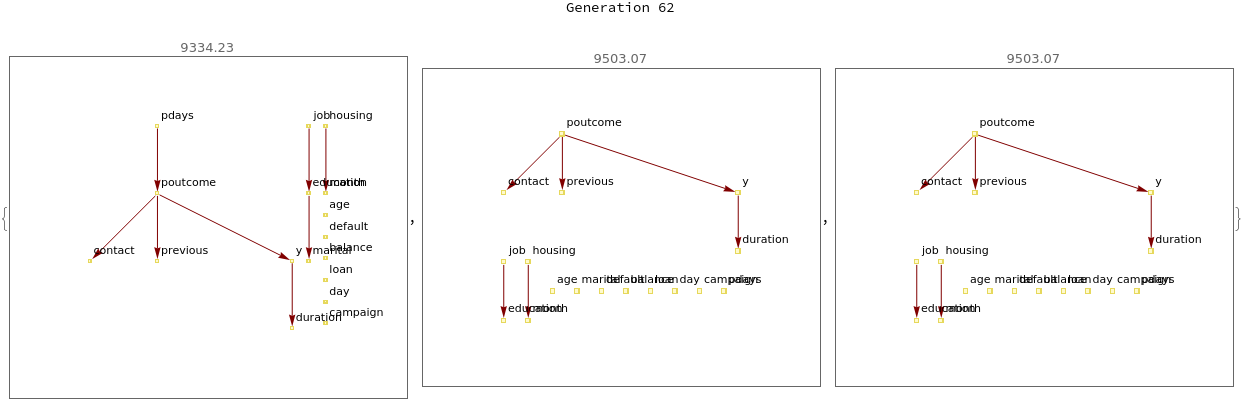 Generation 62
9334.23
pdays
job
housing
poutcome
education
month
age
default
contact
previous
y
marital
balance
loan
day
campaign
duration
9503.07
poutcome
contact
previous
y
duration
job
housing
age
marital
default
balance
loan
day
campaign
pdays
education
month
9503.07
poutcome
contact
previous
y
duration
job
housing
age
marital
default
balance
loan
day
campaign
pdays
education
month